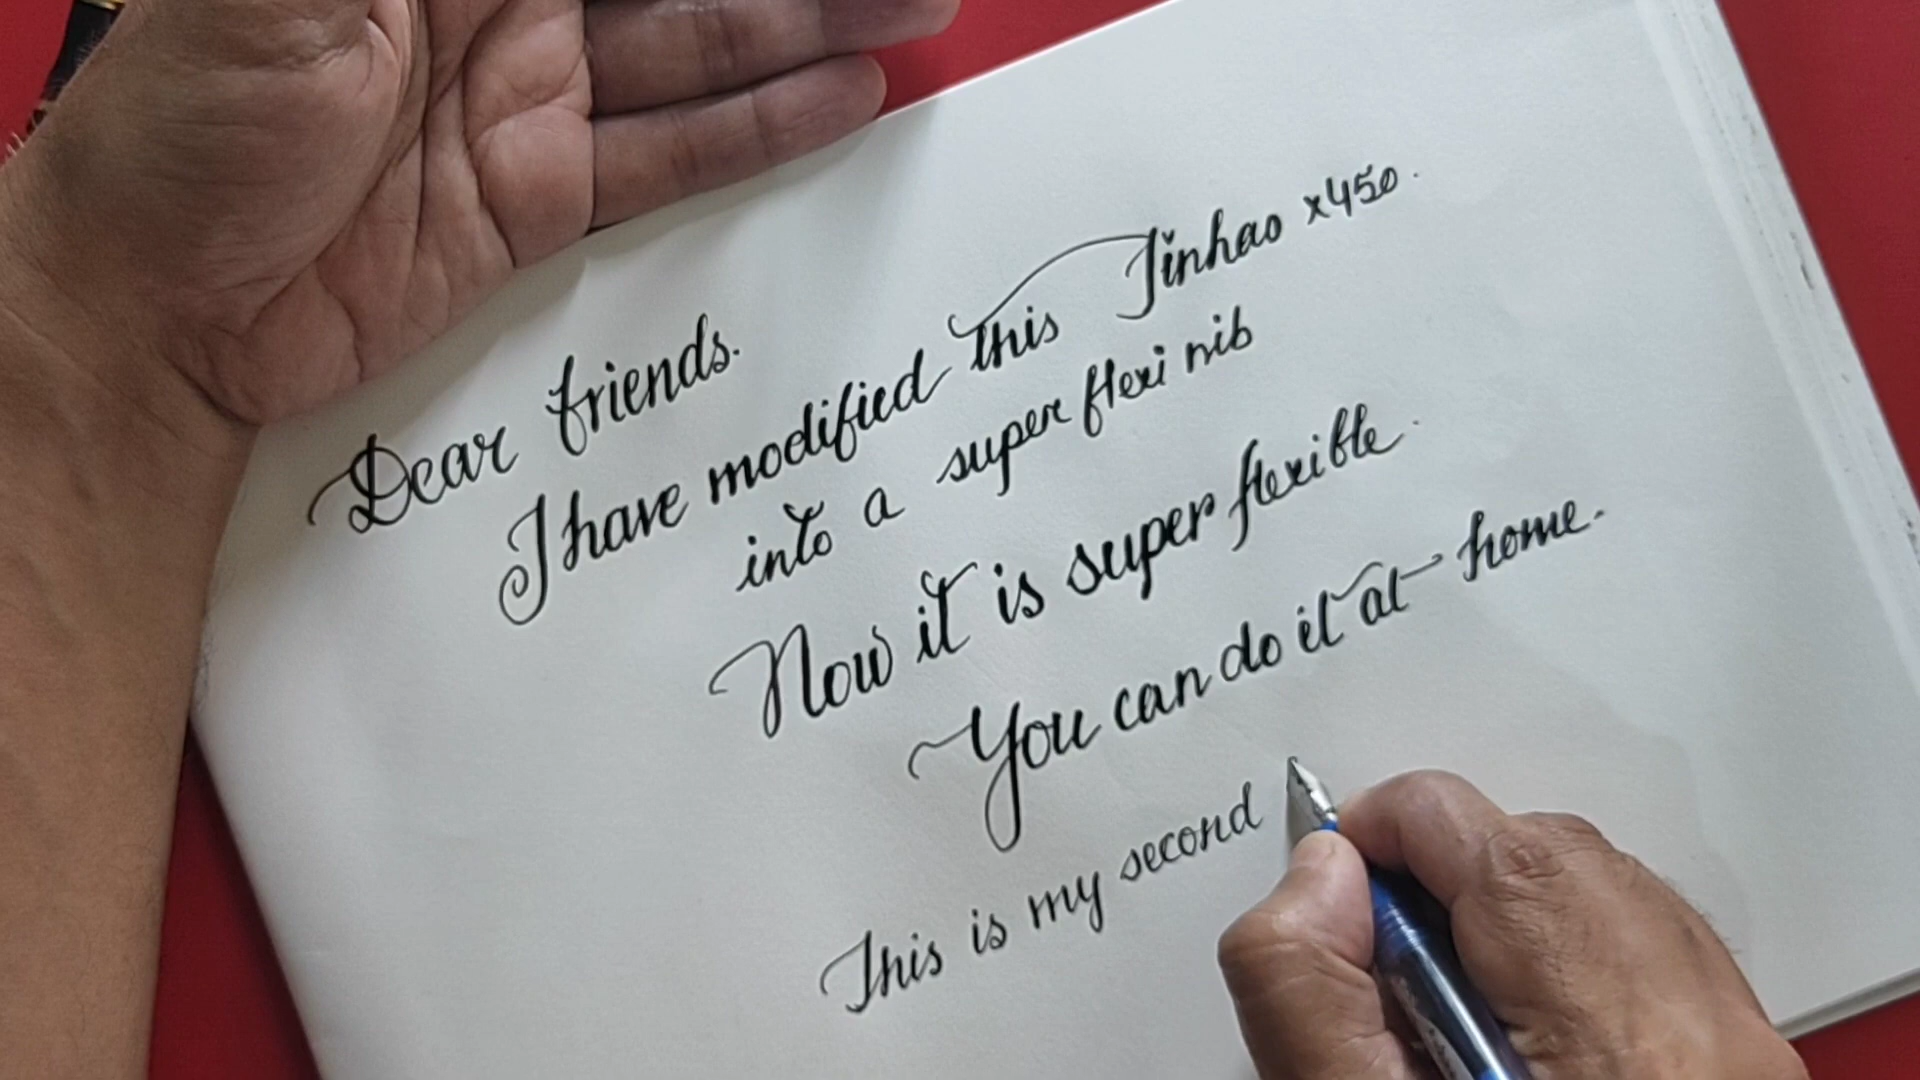 Dear friends.
I have modified this Jinhao x450.
into a super flexi nib
Now it is super flexible.
You can do it at home.
This is my second